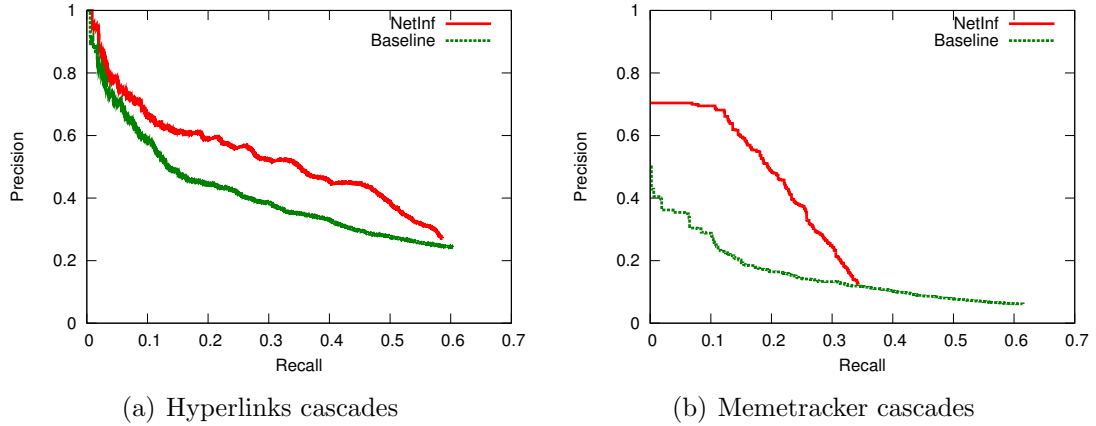 NetInf
Baseline
1
0.8
0.6
0.4
0.2
0
Precision
0 0.1 0.2 0.3 0.4 0.5 0.6 0.7
Recall
(a) Hyperlinks cascades
NetInf
Baseline
1
0.8
0.6
0.4
0.2
0
Precision
0 0.1 0.2 0.3 0.4 0.5 0.6 0.7
Recall
(b) Memetracker cascades